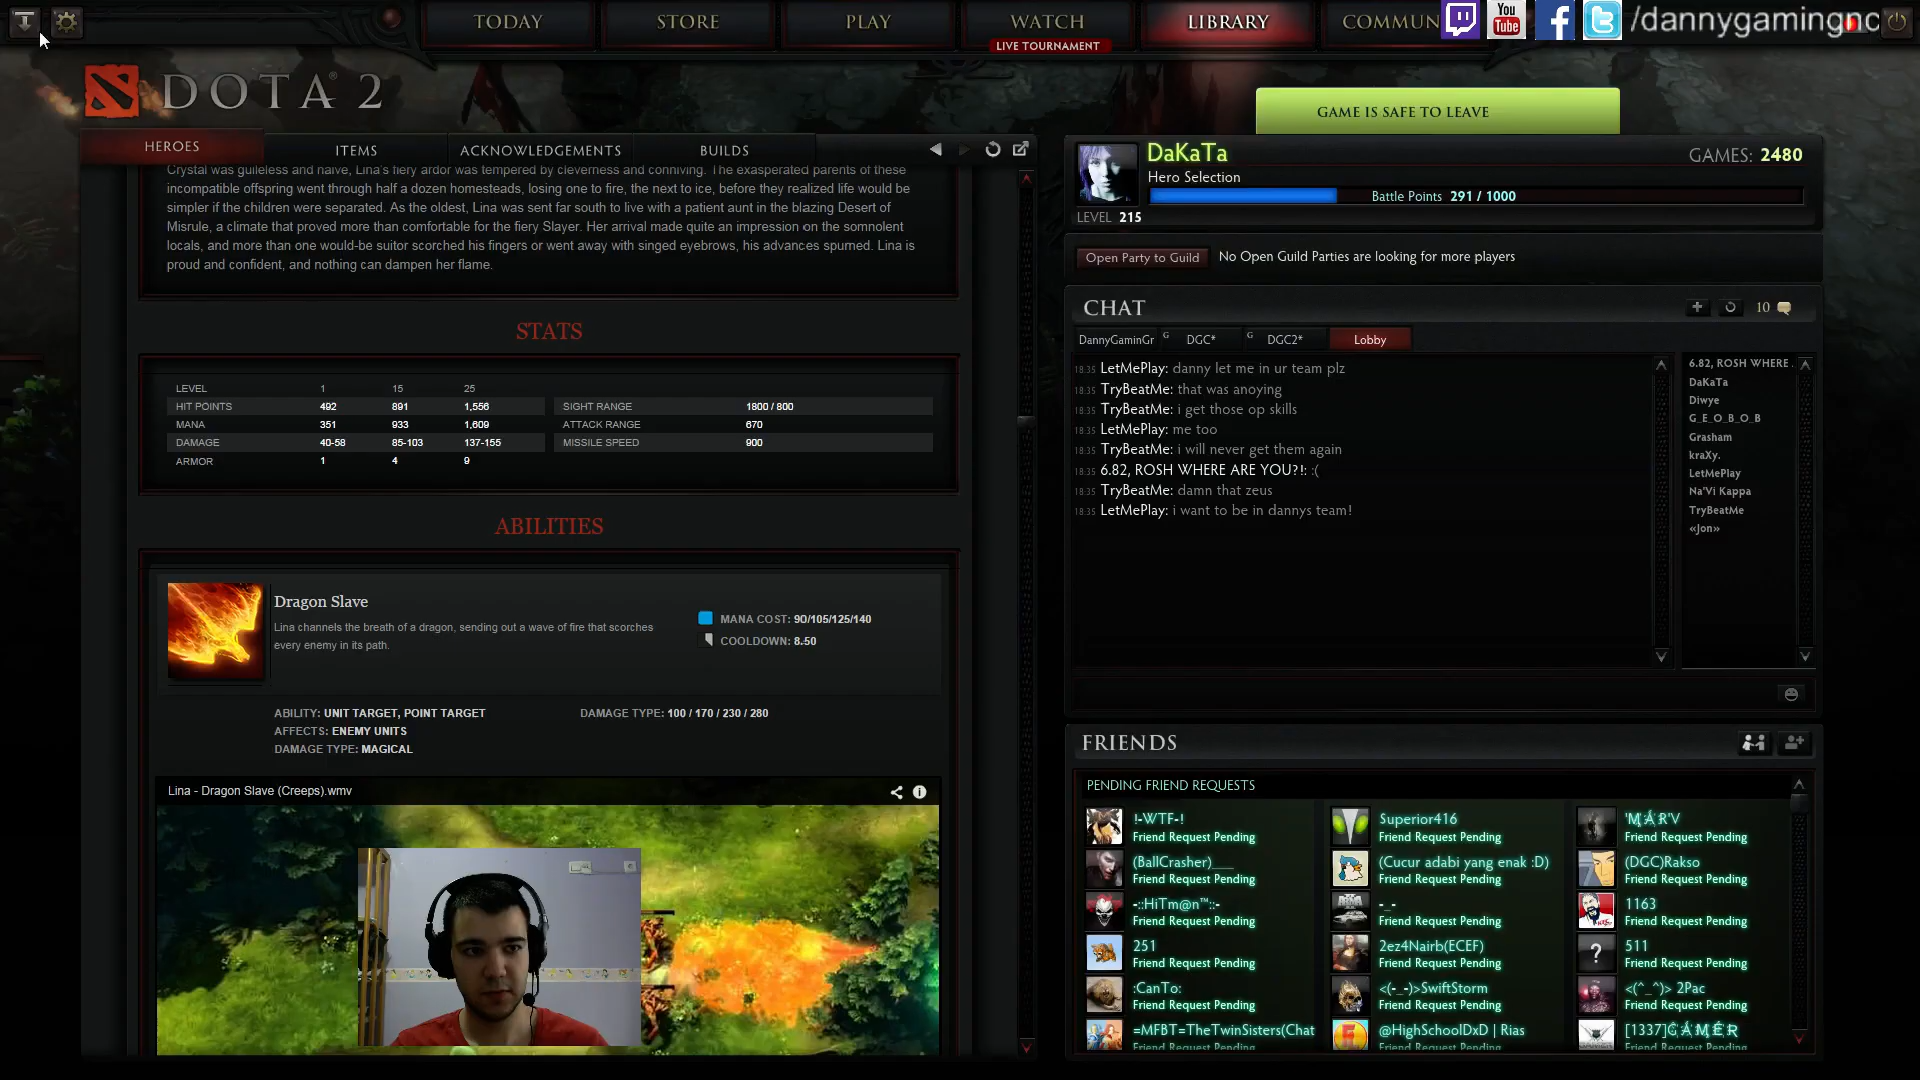 TODAY
STORE
PLAY
WATCH
LIVE TOURNAMENT
LIBRARY
COMMUN
You
Tube
/dannygamingnc
DOTA 2
GAME IS SAFE TO LEAVE
HEROES
ITEMS
ACKNOWLEDGEMENTS
BUILDS
Crystal was guileless and naive, Lina's fiery ardor was tempered by cleverness and conniving. The exasperated parents of these
incompatible offspring went through half a dozen homesteads, losing one to fire, the next to ice, before they realized life would be
simpler if the children were separated. As the oldest, Lina was sent far south to live with a patient aunt in the blazing Desert of
Misrule, a climate that proved more than comfortable for the fiery Slayer. Her arrival made quite an impression on the somnolent
locals, and more than one would-be suitor scorched his fingers or went away with singed eyebrows, his advances spurned. Lina is
proud and confident, and nothing can dampen her flame.
STATS
LEVEL 1 15 25
HIT POINTS 492 891 1,556 SIGHT RANGE 1800 / 800
MANA 351 933 1,609 ATTACK RANGE 670
DAMAGE 40-58 85-103 137-155 MISSILE SPEED 900
ARMOR 1 4 9
ABILITIES
Dragon Slave
Lina channels the breath of a dragon, sending out a wave of fire that scorches
every enemy in its path.
MANA COST: 90/105/125/140
COOLDOWN: 8.50
ABILITY: UNIT TARGET, POINT TARGET
AFFECTS: ENEMY UNITS
DAMAGE TYPE: MAGICAL
DAMAGE TYPE: 100 / 170 / 230 / 280
Lina - Dragon Slave (Creeps).wmv
DaKaTa
GAMES: 2480
Hero Selection
Battle Points 291 / 1000
LEVEL 215
Open Party to Guild
No Open Guild Parties are looking for more players
CHAT
10
DannyGaminGr
G DGC*
G DGC2*
Lobby
18:35 LetMePlay: danny let me in ur team plz
18:35 TryBeatMe: that was anoying
18:35 TryBeatMe: i get those op skills
18:35 LetMePlay: me too
18:35 TryBeatMe: i will never get them again
18:35 6.82, ROSH WHERE ARE YOU?!: :(
18:35 TryBeatMe: damn that zeus
18:35 LetMePlay: i want to be in dannys team!
6.82, ROSH WHERE
DaKaTa
Diwye
G_E_O_B_O_B
Grasham
kraXy.
LetMePlay
Na'Vi Kappa
TryBeatMe
«Jon»
FRIENDS
PENDING FRIEND REQUESTS
!-WTF-!
Friend Request Pending
Superior416
Friend Request Pending
'M̨ÁŖ'V
Friend Request Pending
(BallCrasher)___
Friend Request Pending
(Cucur adabi yang enak :D)
Friend Request Pending
(DGC)Rakso
Friend Request Pending
-::HiTm@n™::-
Friend Request Pending
-_-
Friend Request Pending
1163
Friend Request Pending
251
Friend Request Pending
2ez4Nairb(ECEF)
Friend Request Pending
511
Friend Request Pending
:CanTo:
Friend Request Pending
<(-_-)>SwiftStorm
Friend Request Pending
<(^_^)> 2Pac
Friend Request Pending
=MFBT=TheTwinSisters(Chat
Friend Request Pending
@HighSchoolDxD | Rias
Friend Request Pending
Friend Request Pending